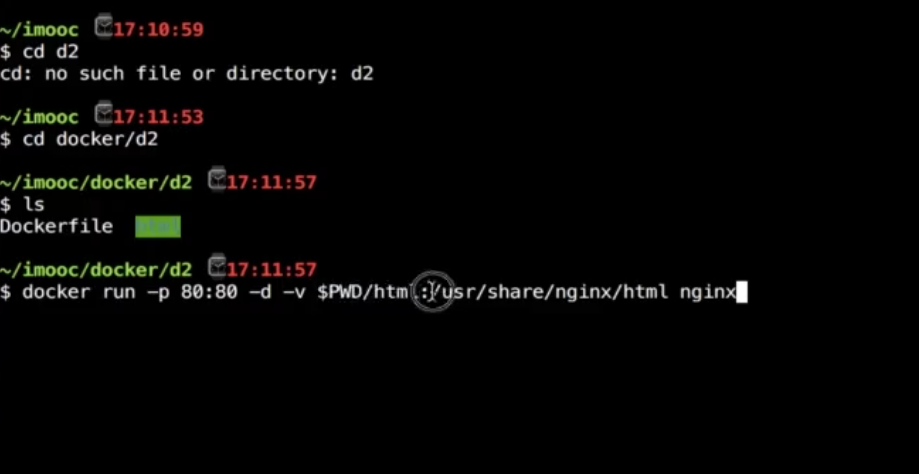 ~/imooc 17:10:59
$ cd d2
cd: no such file or directory: d2
~/imooc 17:11:53
$ cd docker/d2
~/imooc/docker/d2 17:11:57
$ ls
Dockerfile html
~/imooc/docker/d2 17:11:57
$ docker run -p 80:80 -d -v $PWD/html:/usr/share/nginx/html nginx